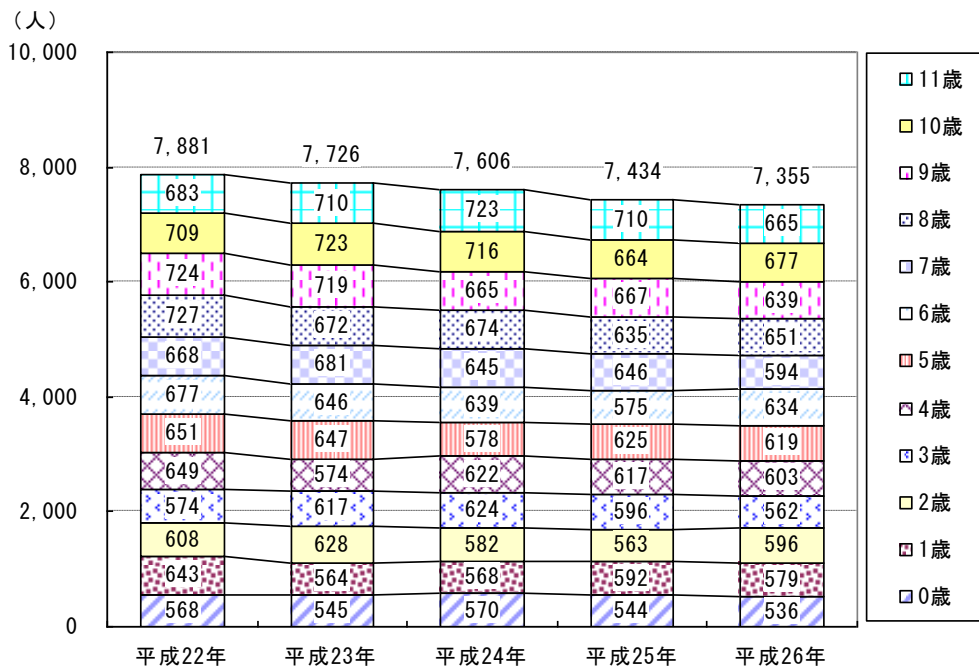 (人)
10,000
8,000
6,000
4,000
2,000
0
7,881 7,726 7,606 7,434 7,355
683 710 723 710 665
709 723 716 664 677
724 719 665 667 639
727 672 674 635 651
668 681 645 646 594
677 646 639 575 634
651 647 578 625 619
649 574 622 617 603
574 617 624 596 562
608 628 582 563 596
643 564 568 592 579
568 545 570 544 536
平成22年 平成23年 平成24年 平成25年 平成26年
11歳
10歳
9歳
8歳
7歳
6歳
5歳
4歳
3歳
2歳
1歳
0歳